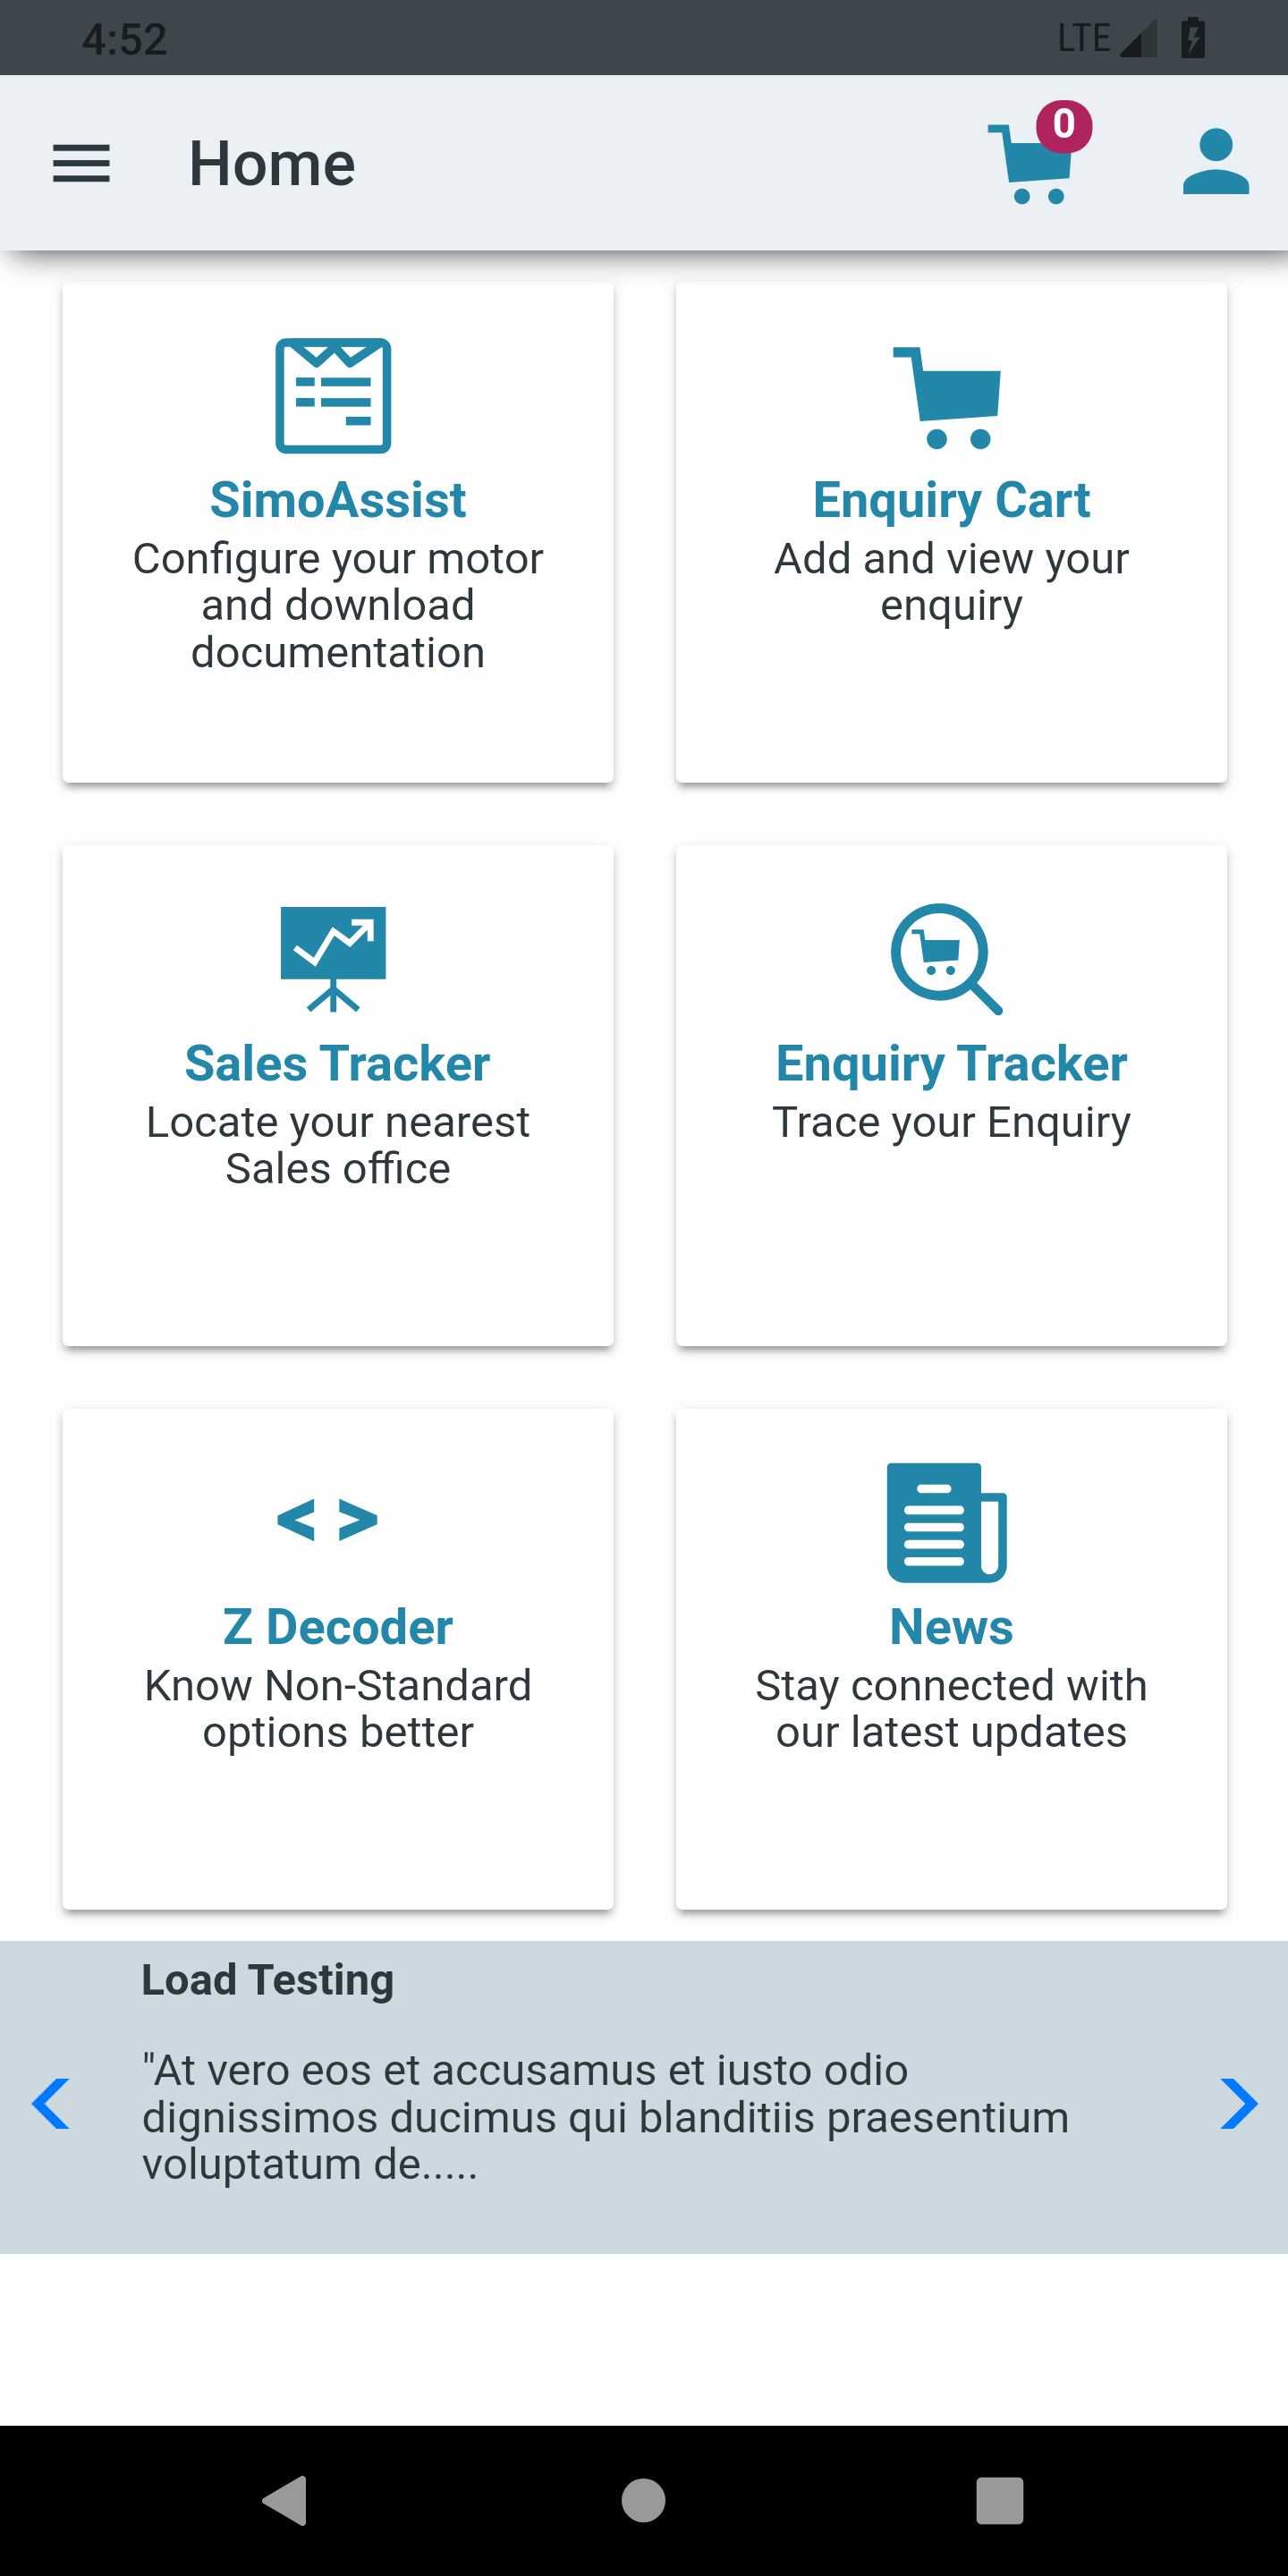 4:52
LTE
Home
0
SimoAssist
Configure your motor
and download
documentation
Enquiry Cart
Add and view your
enquiry
Sales Tracker
Locate your nearest
Sales office
Enquiry Tracker
Trace your Enquiry
< >
Z Decoder
Know Non-Standard
options better
News
Stay connected with
our latest updates
Load Testing
"At vero eos et accusamus et iusto odio
dignissimos ducimus qui blanditiis praesentium
voluptatum de.....